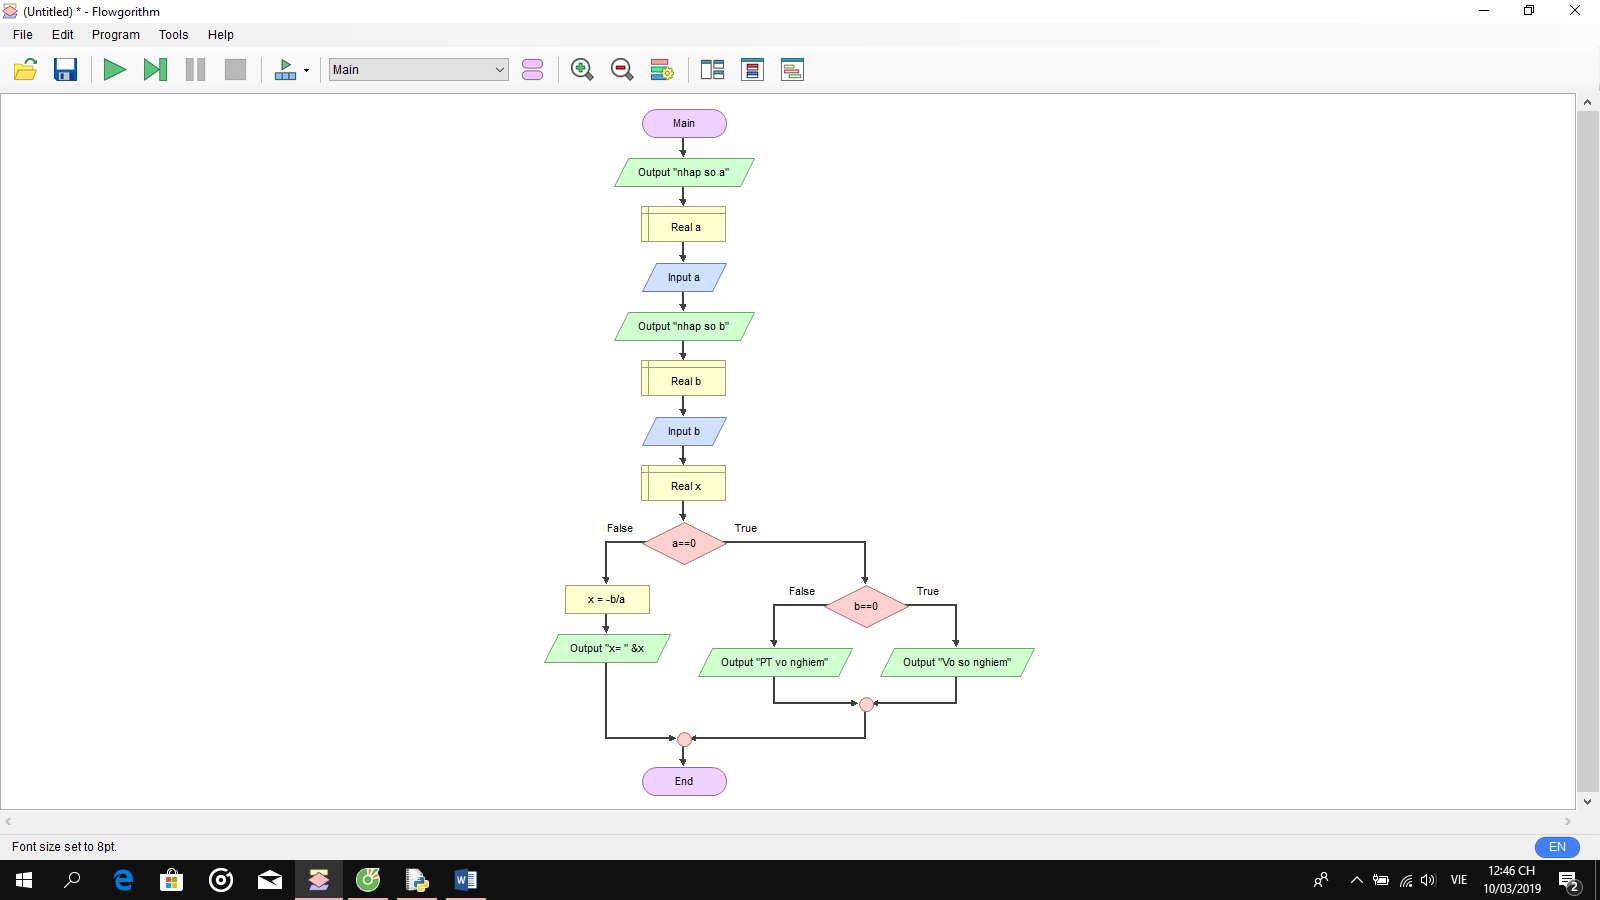 (Untitled) * - Flowgorithm
File Edit Program Tools Help
Main
Main
Output "nhap so a"
Real a
Input a
Output "nhap so b"
Real b
Input b
Real x
False
a==0
True
x = -b/a
Output "x= " &x
False
b==0
True
Output "PT vo nghiem"
Output "Vo so nghiem"
End
Font size set to 8pt.
EN
VIE
12:46 CH
10/03/2019
2